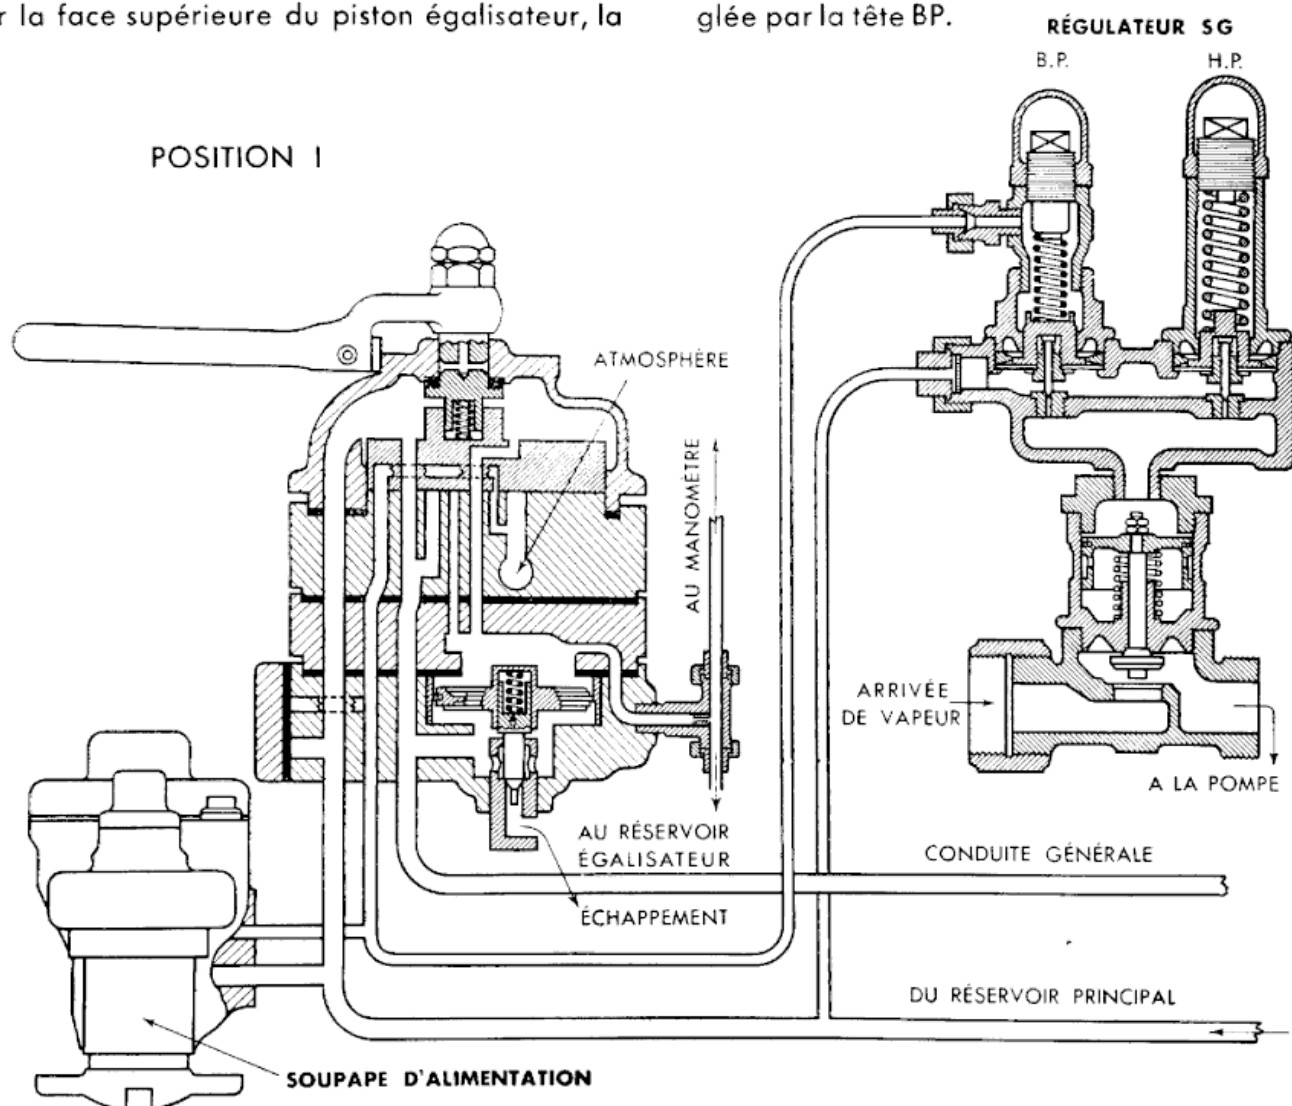 r la face supérieure du piston égalisateur, la
glée par la tête BP.
RÉGULATEUR SG
B.P.
H.P.
POSITION I
ATMOSPHÈRE
AU MANOMÈTRE
ARRIVÉE
DE VAPEUR
A LA POMPE
AU RÉSERVOIR
ÉGALISATEUR
CONDUITE GÉNÉRALE
ÉCHAPPEMENT
DU RÉSERVOIR PRINCIPAL
SOUPAPE D'ALIMENTATION